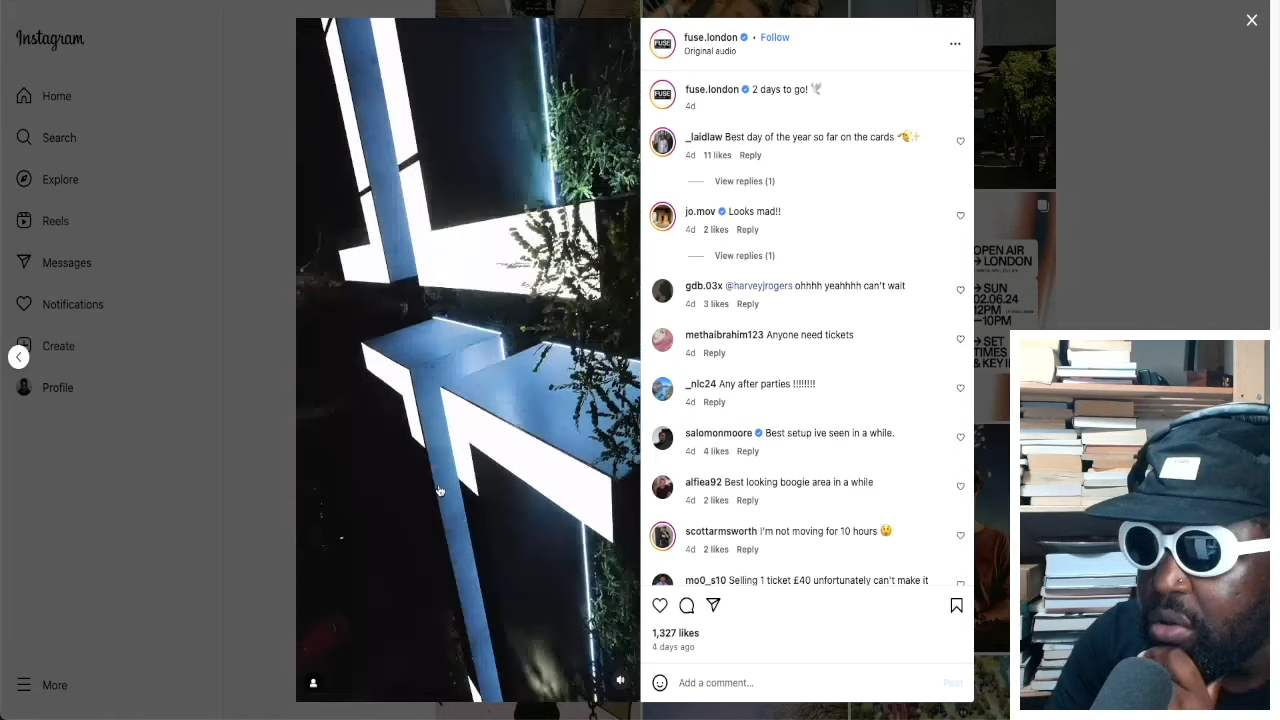 Instagram
Home
Search
Explore
Reels
Messages
Notifications
Create
Profile
More
fuse.london • Follow
Original audio
fuse.london 2 days to go! 🕊
4d
_laidlaw Best day of the year so far on the cards
4d 11 likes Reply
View replies (1)
jo.mov Looks mad!!
4d 2 likes Reply
View replies (1)
gdb.03x @harveyjrogers ohhhh yeahhhh can't wait
4d 3 likes Reply
methaibrahim123 Anyone need tickets
4d Reply
_nlc24 Any after parties !!!!!!!!
4d Reply
salomonmoore Best setup ive seen in a while.
4d 4 likes Reply
alfiea92 Best looking boogie area in a while
4d 2 likes Reply
scottarmsworth I'm not moving for 10 hours 😲
4d 2 likes Reply
mo0_s10 Selling 1 ticket £40 unfortunately can't make it
1,327 likes
4 days ago
Add a comment...
Post
FUSE
FUSE
OPEN AIR
→ LONDON
→ SUN
02.06.24
12PM
—10PM
→ SET
TIMES
& KEY I